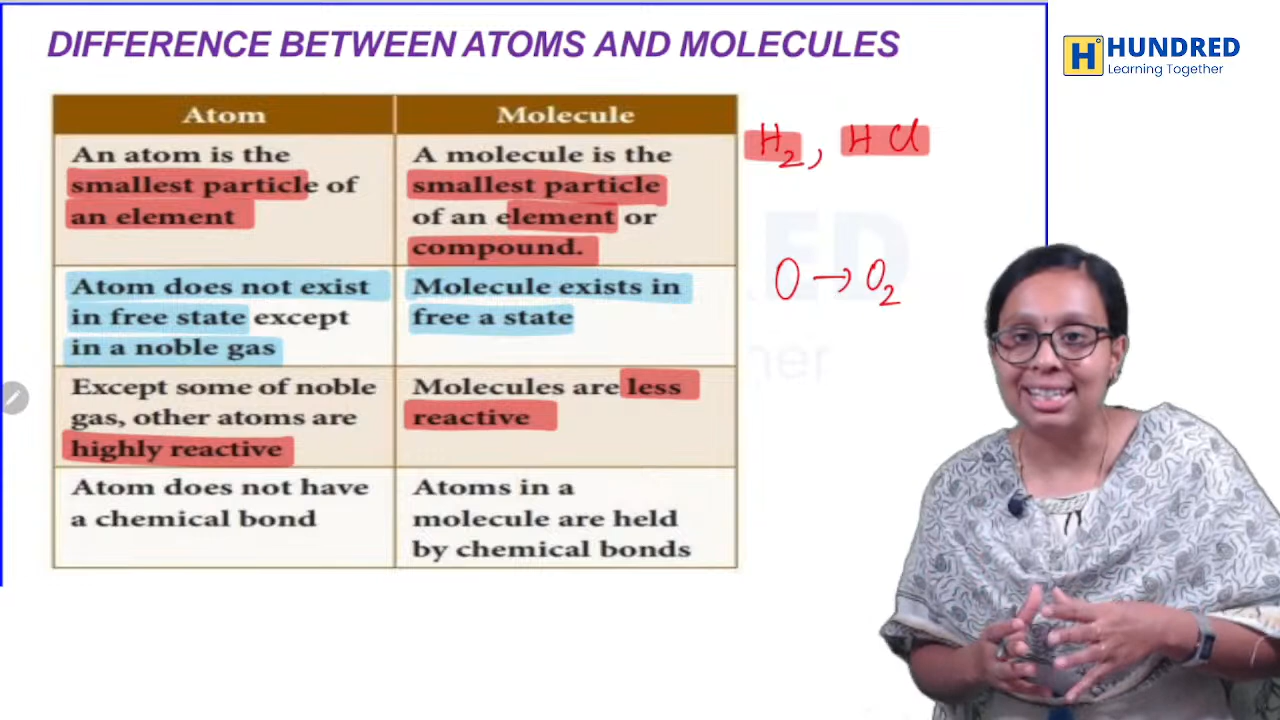 DIFFERENCE BETWEEN ATOMS AND MOLECULES
H° HUNDRED
Learning Together
Atom
Molecule
An atom is the
smallest particle of
an element
A molecule is the
smallest particle
of an element or
compound.
H₂, HCl
Atom does not exist
in free state except
in a noble gas
Molecule exists in
free a state
O → O₂
Except some of noble
gas, other atoms are
highly reactive
Molecules are less
reactive
Atom does not have
a chemical bond
Atoms in a
molecule are held
by chemical bonds